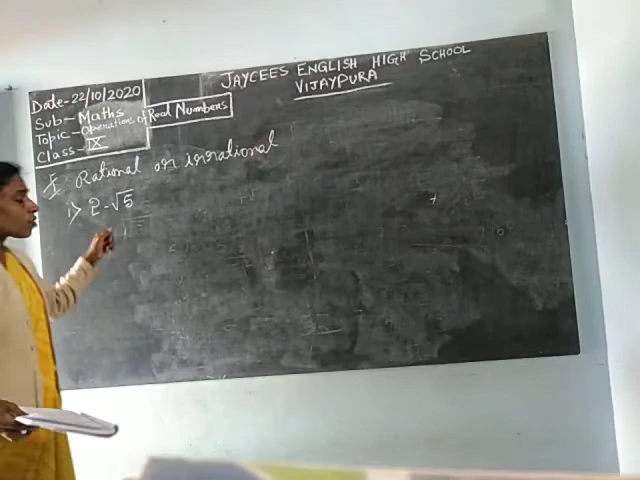 JAYCEES ENGLISH HIGH SCHOOL
VIJAYPURA
Date-22/10/2020
Sub-Maths
Topic-Operations of Real Numbers
Class-IX
I Rational or irrational
1> 2-√5